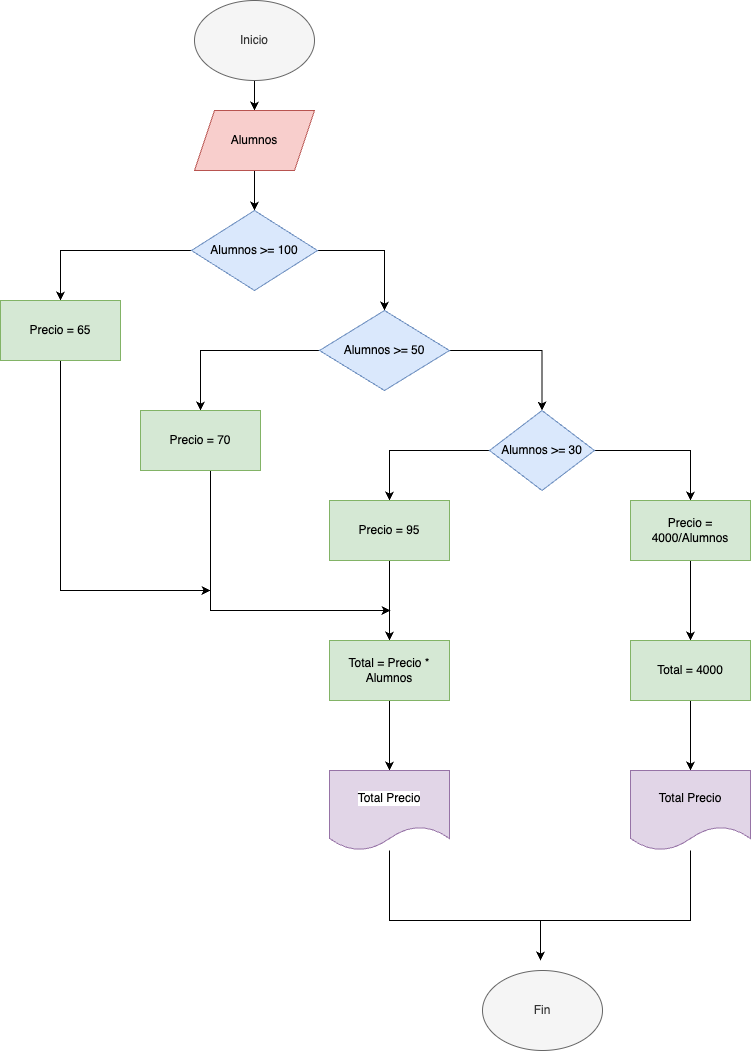 Inicio
Alumnos
Alumnos >= 100
Precio = 65
Alumnos >= 50
Precio = 70
Alumnos >= 30
Precio = 95
Precio =
4000/Alumnos
Total = Precio *
Alumnos
Total = 4000
Total Precio
Total Precio
Fin